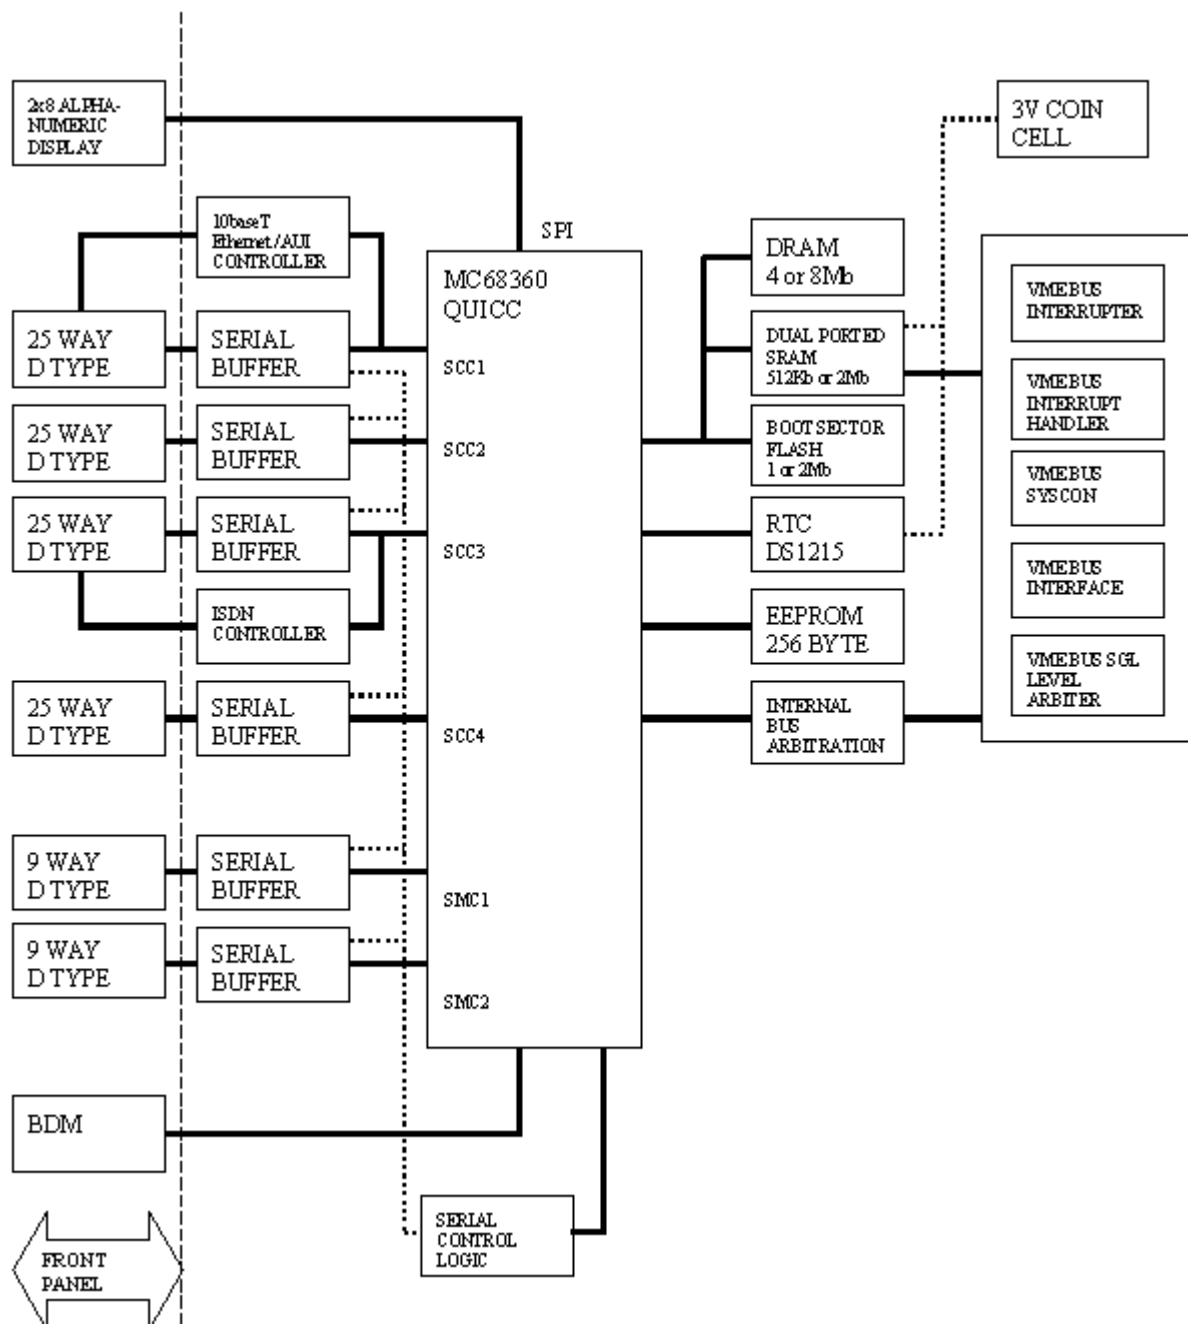 2x8 ALPHA-
NUMERIC
DISPLAY
3V COIN
CELL
10baseT
Ethernet/AUI
CONTROLLER
SPI
MC68360
QUICC
DRAM
4 or 8Mb
VMEBUS
INTERRUPTER
25 WAY
D TYPE
SERIAL
BUFFER
SCC1
DUAL PORTED
SRAM
512Kb or 2Mb
VMEBUS
INTERRUPT
HANDLER
25 WAY
D TYPE
SERIAL
BUFFER
SCC2
BOOTSECTOR
FLASH
1 or 2Mb
VMEBUS
SYSCON
25 WAY
D TYPE
SERIAL
BUFFER
SCC3
RTC
DS1215
VMEBUS
INTERFACE
ISDN
CONTROLLER
EEPROM
256 BYTE
VMEBUS SGL
LEVEL
ARBITER
25 WAY
D TYPE
SERIAL
BUFFER
SCC4
INTERNAL
BUS
ARBITRATION
9 WAY
D TYPE
SERIAL
BUFFER
SMC1
9 WAY
D TYPE
SERIAL
BUFFER
SMC2
BDM
SERIAL
CONTROL
LOGIC
FRONT
PANEL